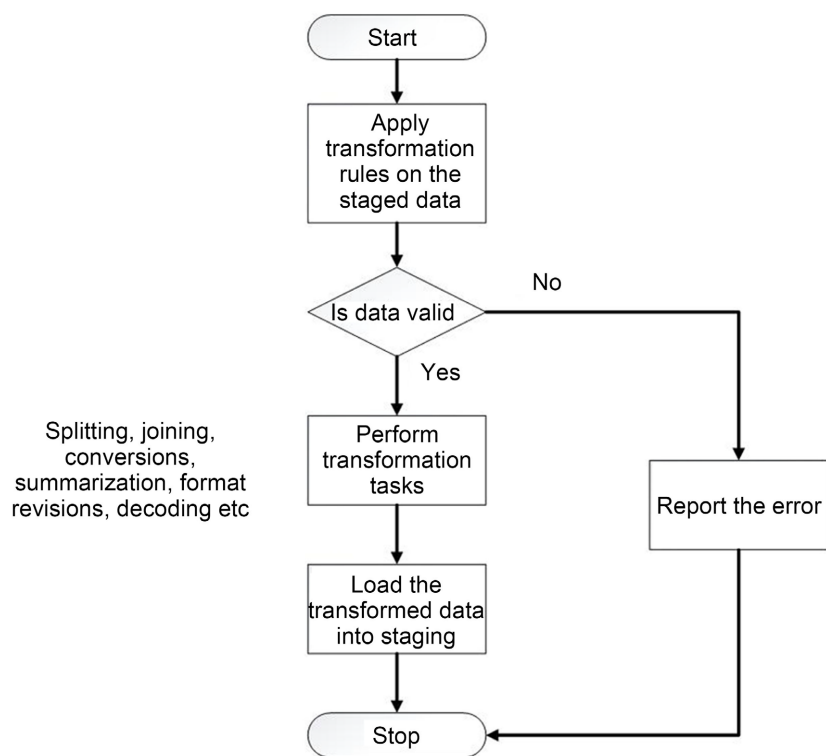 Start
Apply
transformation
rules on the
staged data
Is data valid
No
Yes
Splitting, joining,
conversions,
summarization, format
revisions, decoding etc
Perform
transformation
tasks
Report the error
Load the
transformed data
into staging
Stop